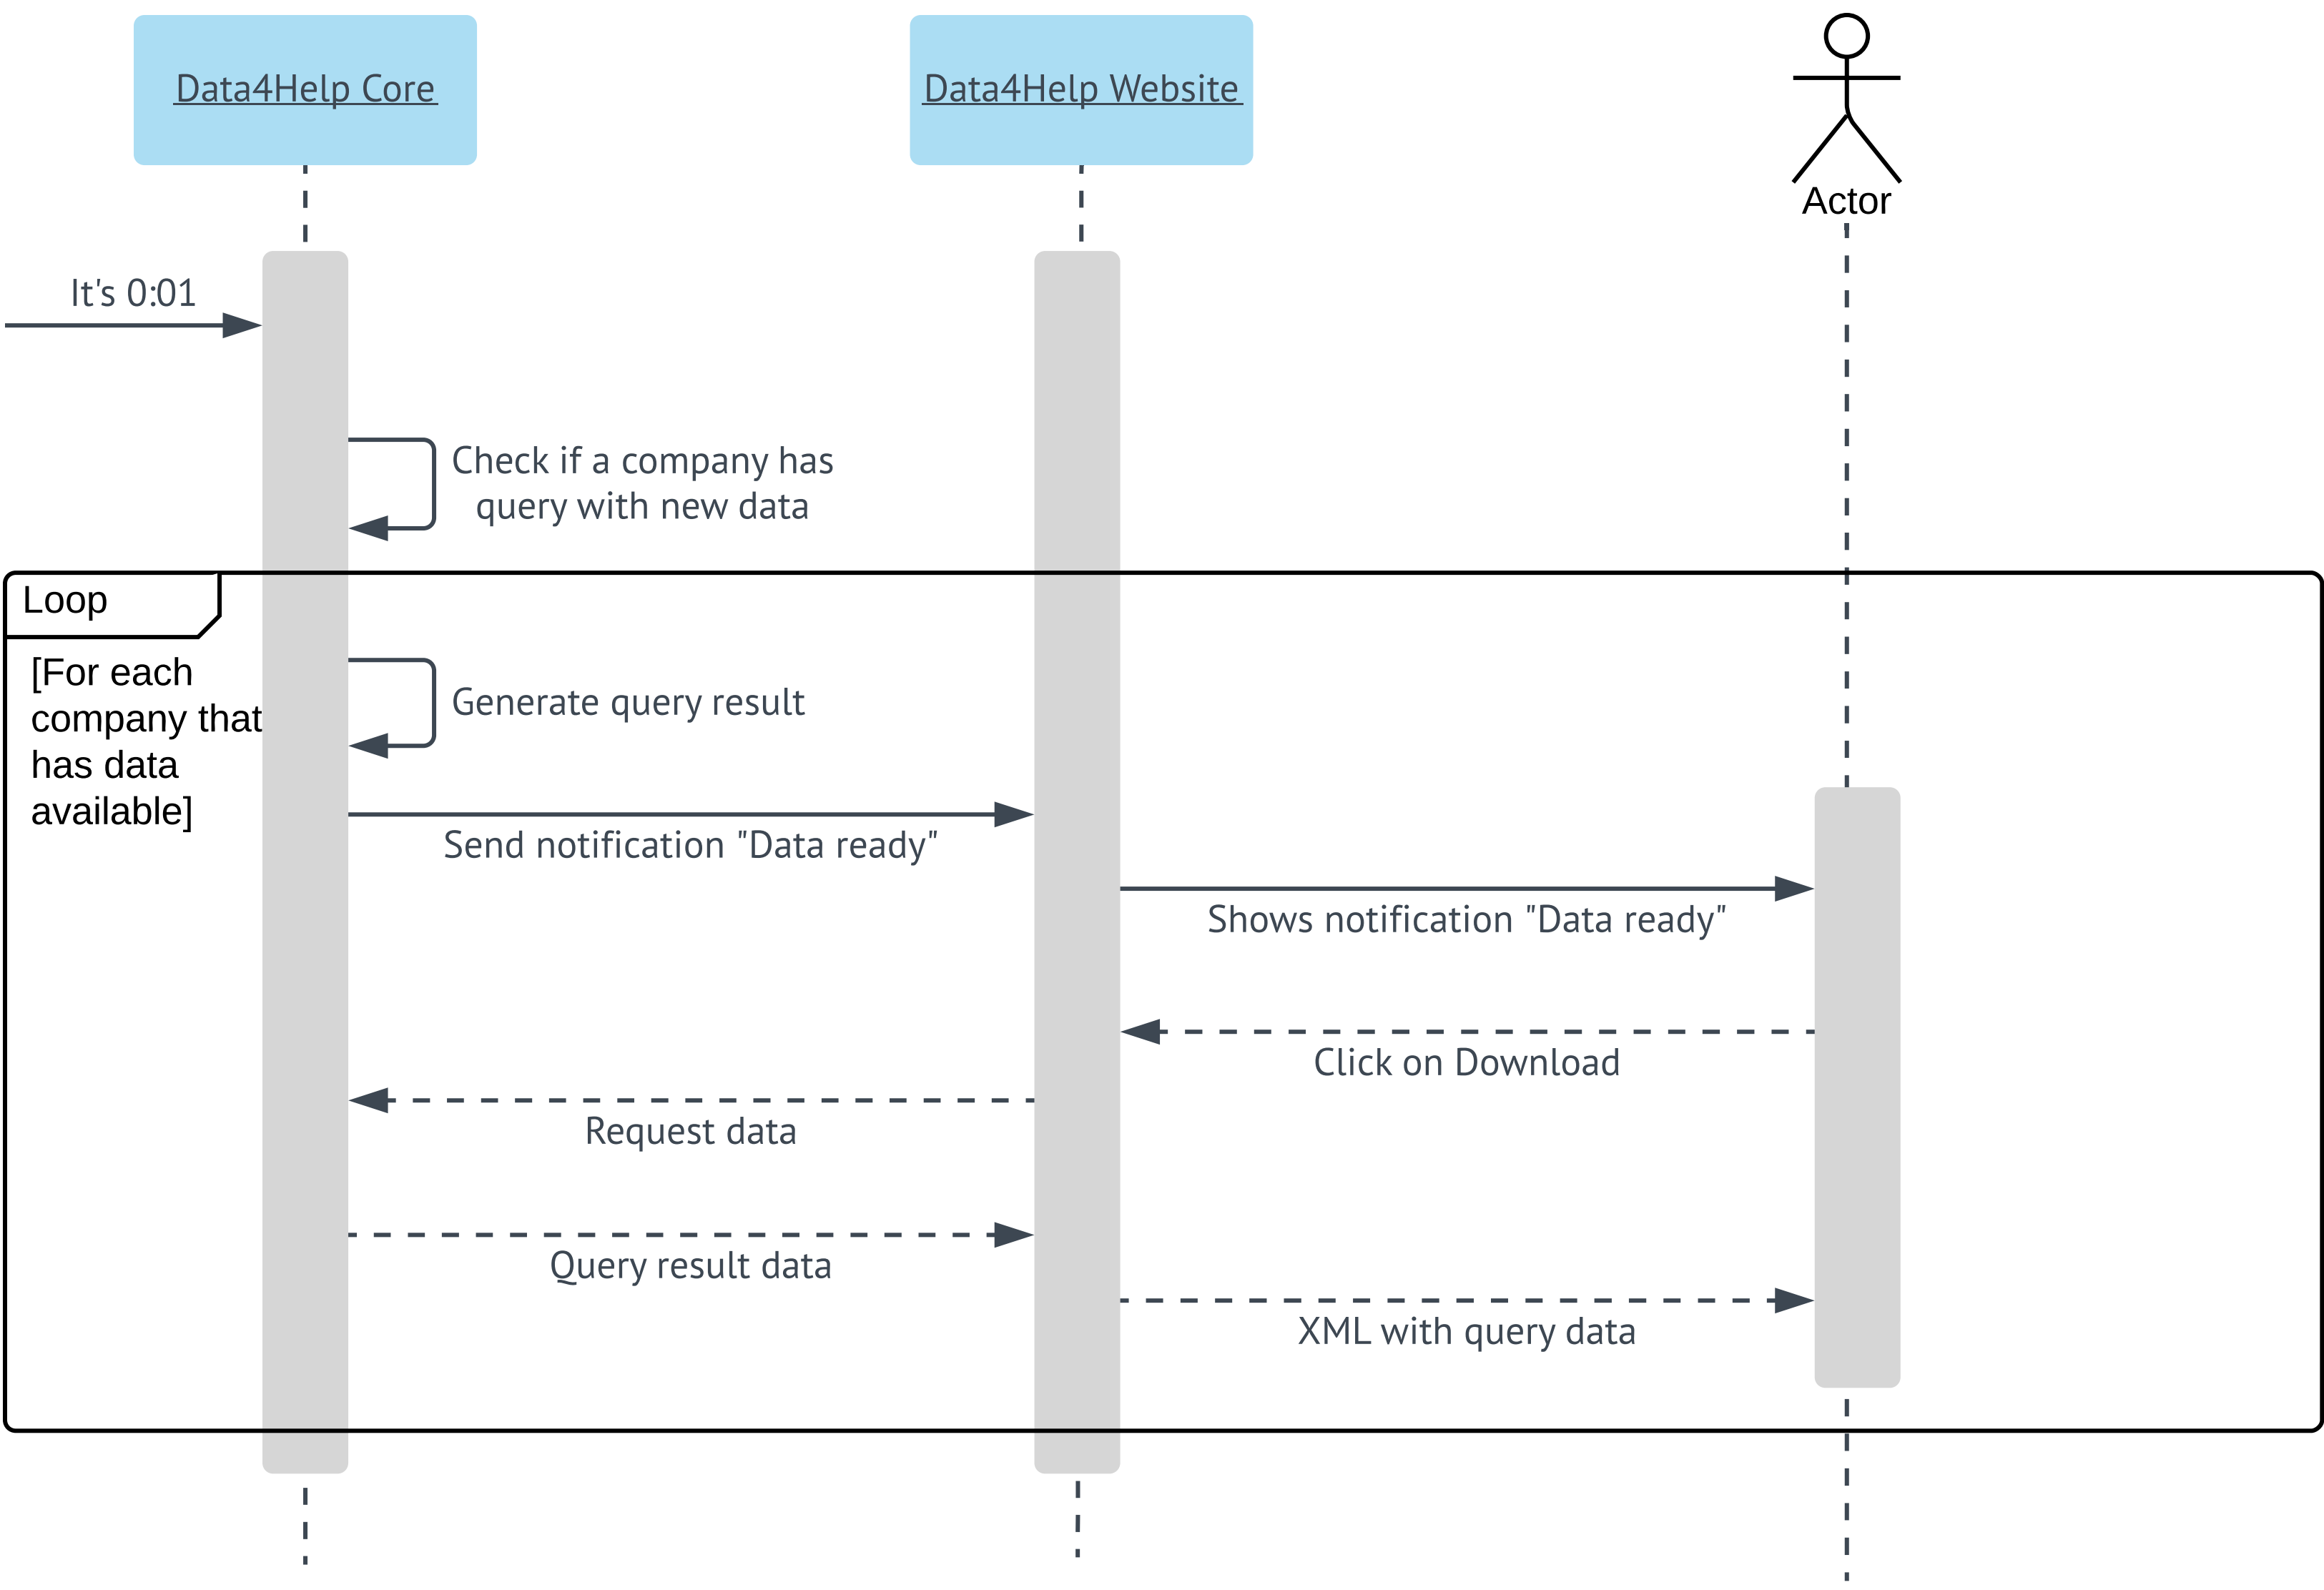 Data4Help Core
Data4Help Website
Actor
It's 0:01
Check if a company has
query with new data
Loop
[For each
company that
has data
available]
Generate query result
Send notification "Data ready"
Shows notification "Data ready"
Click on Download
Request data
Query result data
XML with query data